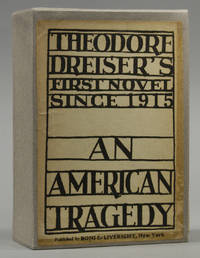 THEODORE
DREISER'S
FIRST NOVEL
SINCE 1915
AN
AMERICAN
TRAGEDY
Published by BONI & LIVERIGHT, New York